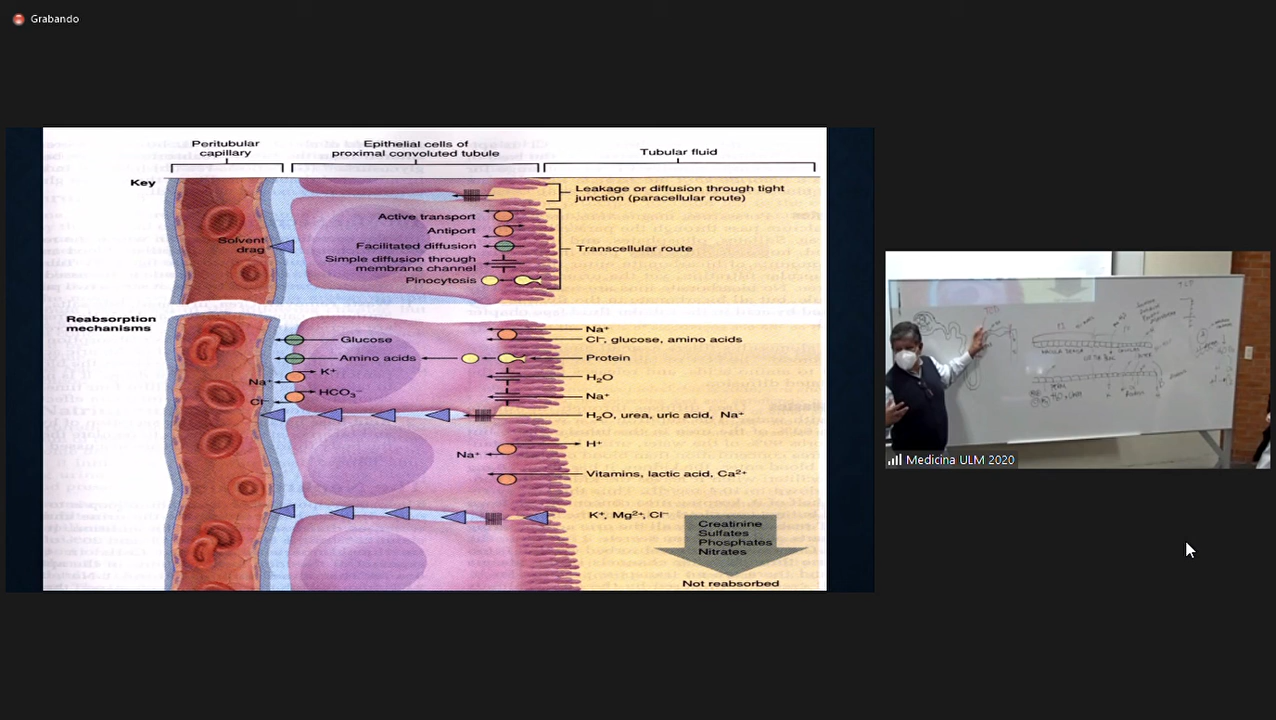 Grabando
Peritubular
capillary
Epithelial cells of
proximal convoluted tubule
Tubular fluid
Key
Leakage or diffusion through tight
junction (paracellular route)
Active transport
Antiport
Solvent
drag
Facilitated diffusion
Transcellular route
Simple diffusion through
membrane channel
Pinocytosis
Reabsorption
mechanisms
Na⁺
Glucose
Cl⁻, glucose, amino acids
Amino acids
Protein
K⁺
H₂O
Na⁺
HCO₃⁻
Na⁺
Cl⁻
H₂O, urea, uric acid, Na⁺
H⁺
Na⁺
Vitamins, lactic acid, Ca²⁺
K⁺, Mg²⁺, Cl⁻
Creatinine
Sulfates
Phosphates
Nitrates
Not reabsorbed
Medicina ULM 2020